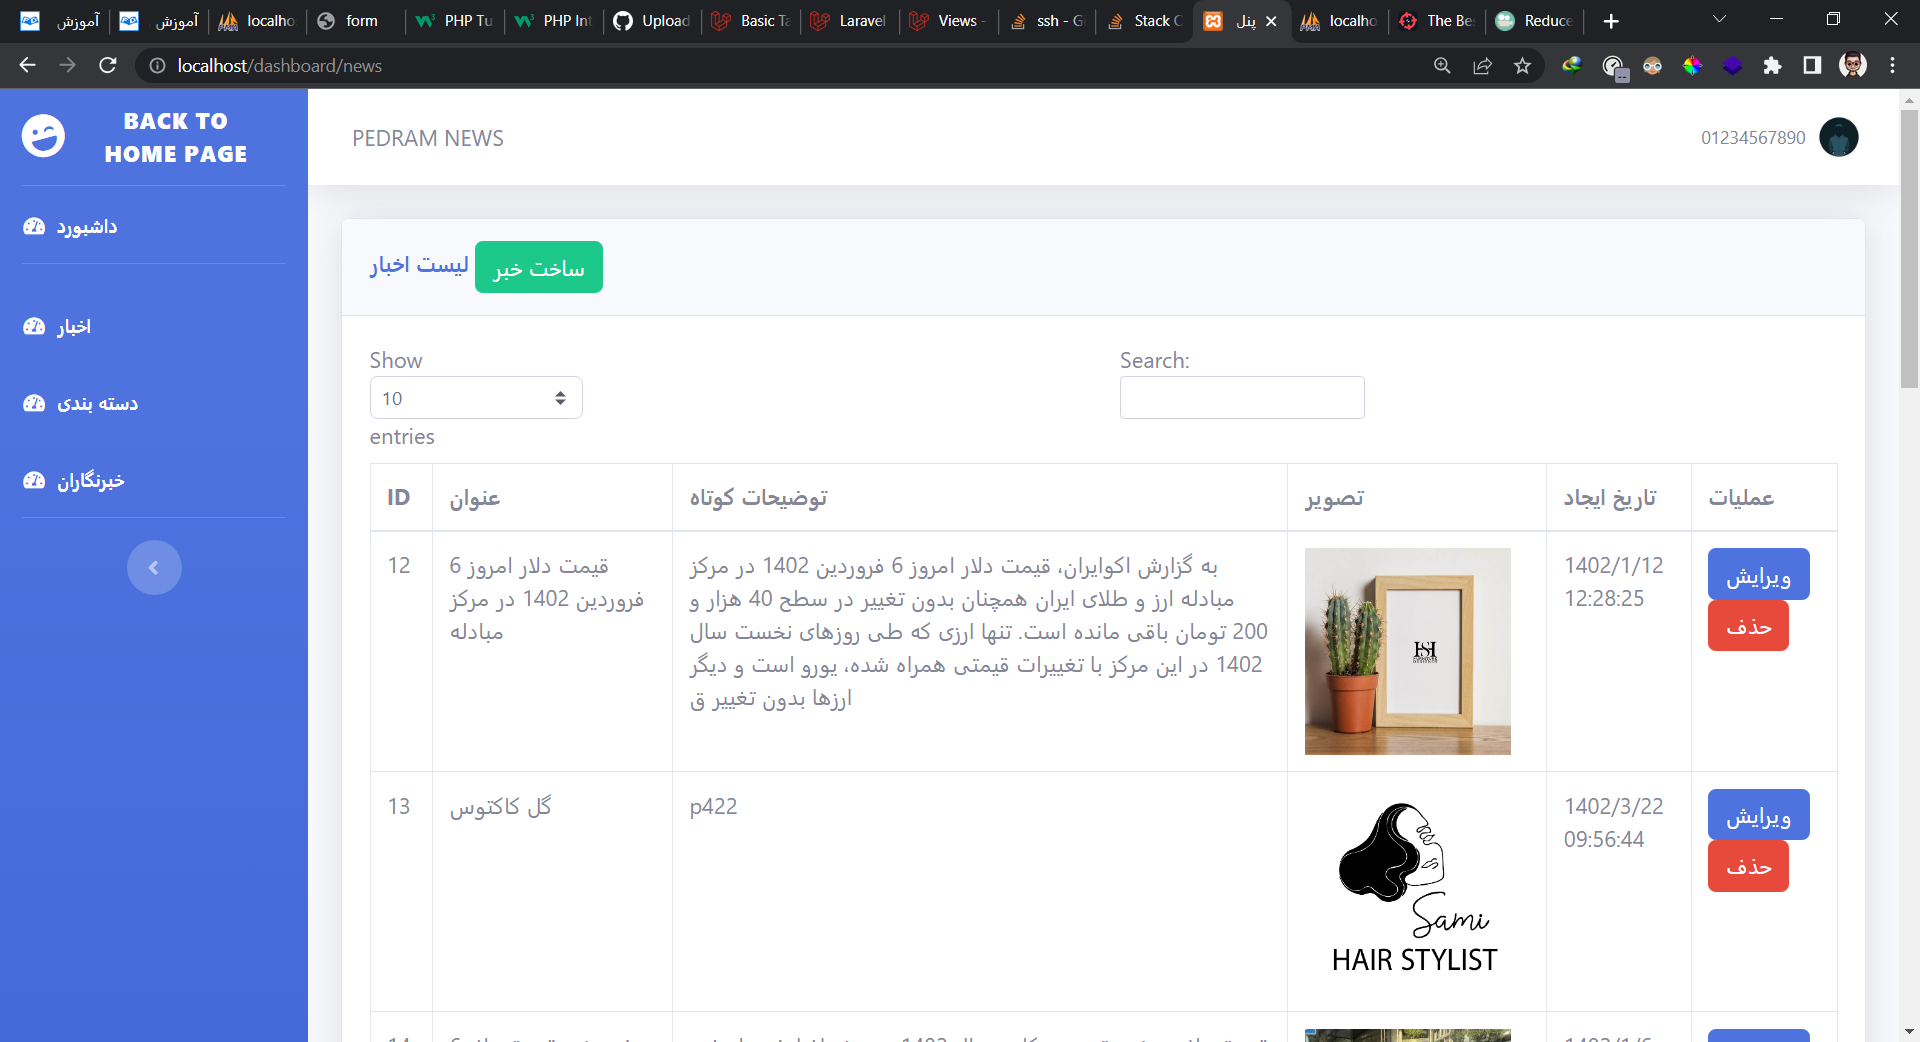 آموزش
آموزش
localho
form
PHP Tu
PHP Int
Upload
Basic Ta
Laravel
Views -
ssh - Gi
Stack O
پنل
localho
The Be
Reduce
localhost/dashboard/news
BACK TO
HOME PAGE
داشبورد
اخبار
دسته بندی
خبرنگاران
PEDRAM NEWS
01234567890
لیست اخبار
ساخت خبر
Show
10
entries
Search:
ID
عنوان
توضیحات کوتاه
تصویر
تاریخ ایجاد
عملیات
12
قیمت دلار امروز 6
فروردین 1402 در مرکز
مبادله
به گزارش اکوایران، قیمت دلار امروز 6 فروردین 1402 در مرکز
مبادله ارز و طلای ایران همچنان بدون تغییر در سطح 40 هزار و
200 تومان باقی مانده است. تنها ارزی که طی روزهای نخست سال
1402 در این مرکز با تغییرات قیمتی همراه شده، یورو است و دیگر
ارزها بدون تغییر ق
HSH
1402/1/12
12:28:25
ویرایش
حذف
13
گل کاکتوس
p422
Sami
HAIR STYLIST
1402/3/22
09:56:44
ویرایش
حذف
14
1402/1/6